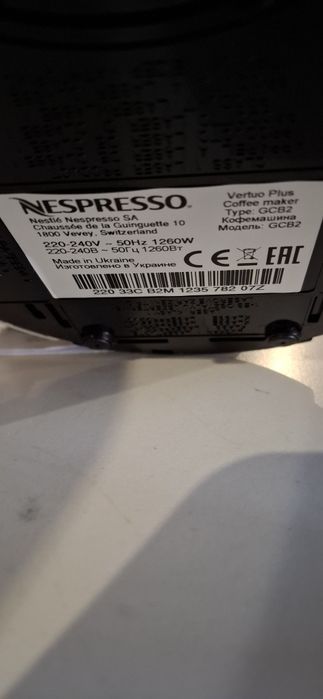 NESPRESSO.
Nestlé Nespresso SA
Chaussée de la Guinguette 10
1800 Vevey, Switzerland
220-240V ~ 50Hz 1260W
220-240В ~ 50Гц 1260Вт
Made in Ukraine
Изготовлено в Украине
Vertuo Plus
Coffee maker
Type: GCB2
Кофемашина
Модель: GCB2
CE EAC
220 33C B2M 1235 782 07Z